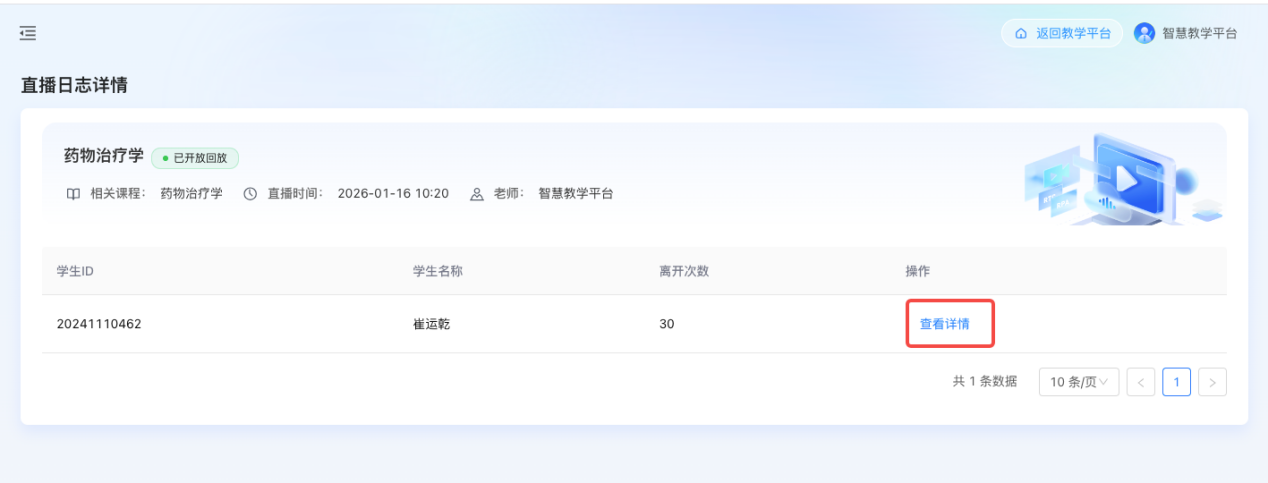 返回教学平台 智慧教学平台
直播日志详情
药物治疗学 已开放回放
相关课程： 药物治疗学 直播时间： 2026-01-16 10:20 老师： 智慧教学平台
学生ID 学生名称 离开次数 操作
20241110462 崔运乾 30 查看详情
共 1 条数据 10 条/页 < 1 >